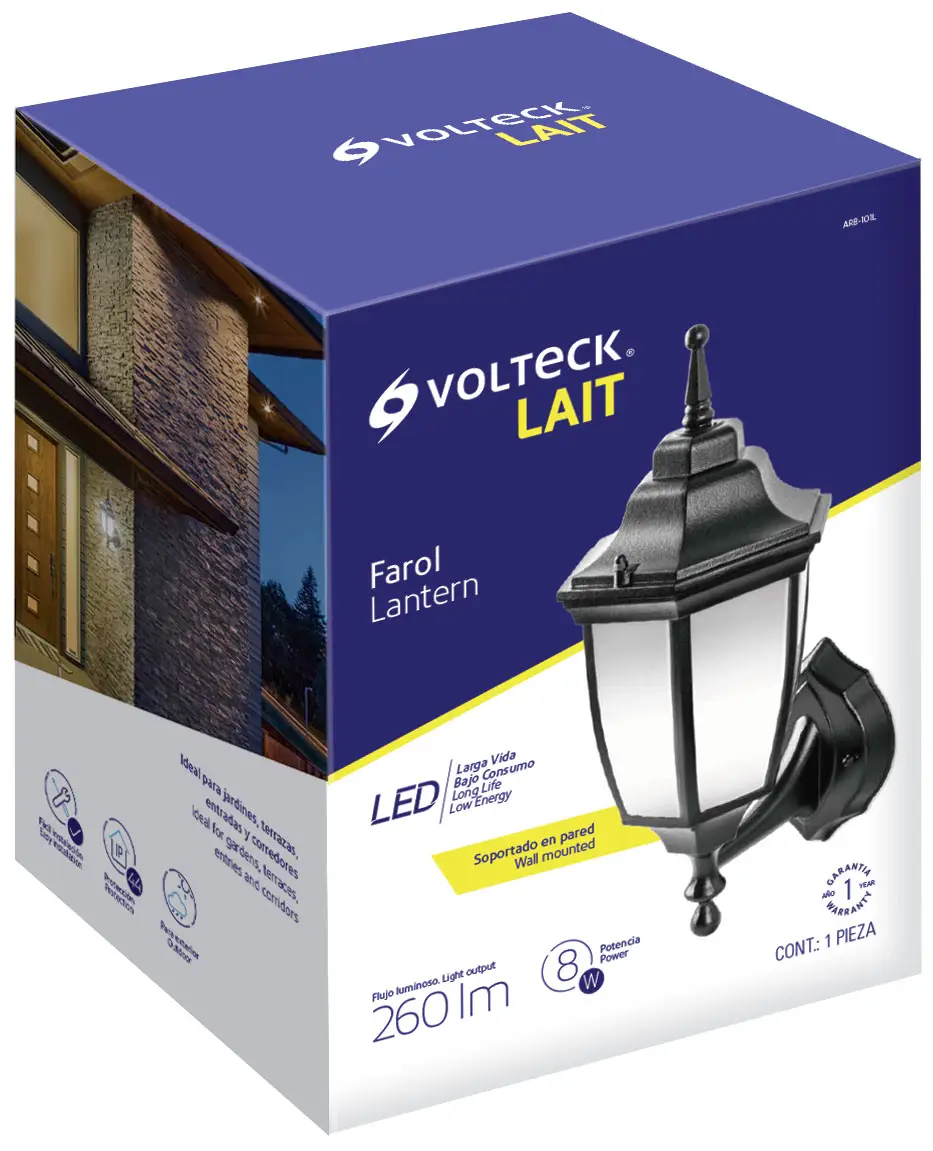 VOLTECK®
LAIT
ARB-101L
VOLTECK®
LAIT
Farol
Lantern
LED
Larga Vida
Bajo Consumo
Long Life
Low Energy
Soportado en pared
Wall mounted
GARANTIA
AÑO 1 YEAR
WARRANTY
CONT.: 1 PIEZA
Flujo luminoso. Light output
260 lm
8
W
Potencia
Power
Ideal para jardines, terrazas,
entradas y corredores
Ideal for gardens, terraces,
entries and corridors
Fácil instalación
Easy installation
IP
44
Protección
Protection
Para exterior
Outdoor